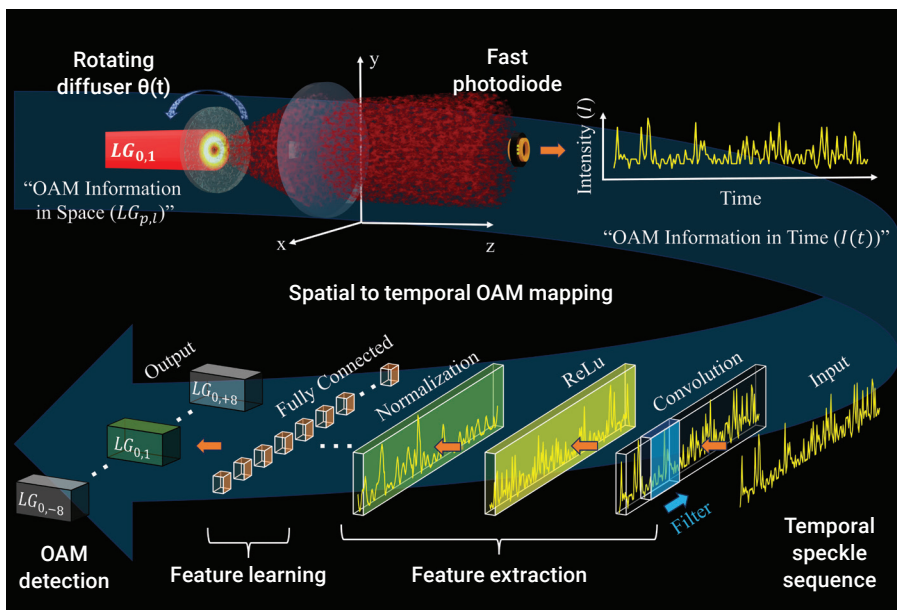 Rotating
diffuser θ(t)
y
Fast
photodiode
LG₀,₁
Intensity (I)
"OAM Information
in Space (LGₚ,ₗ)"
Time
x
z
"OAM Information in Time (I(t))"
Spatial to temporal OAM mapping
Output
LG₀,₊₈
Fully Connected
Normalization
ReLu
Convolution
Input
LG₀,₁
LG₀,₋₈
Filter
OAM
detection
Feature learning
Feature extraction
Temporal
speckle
sequence